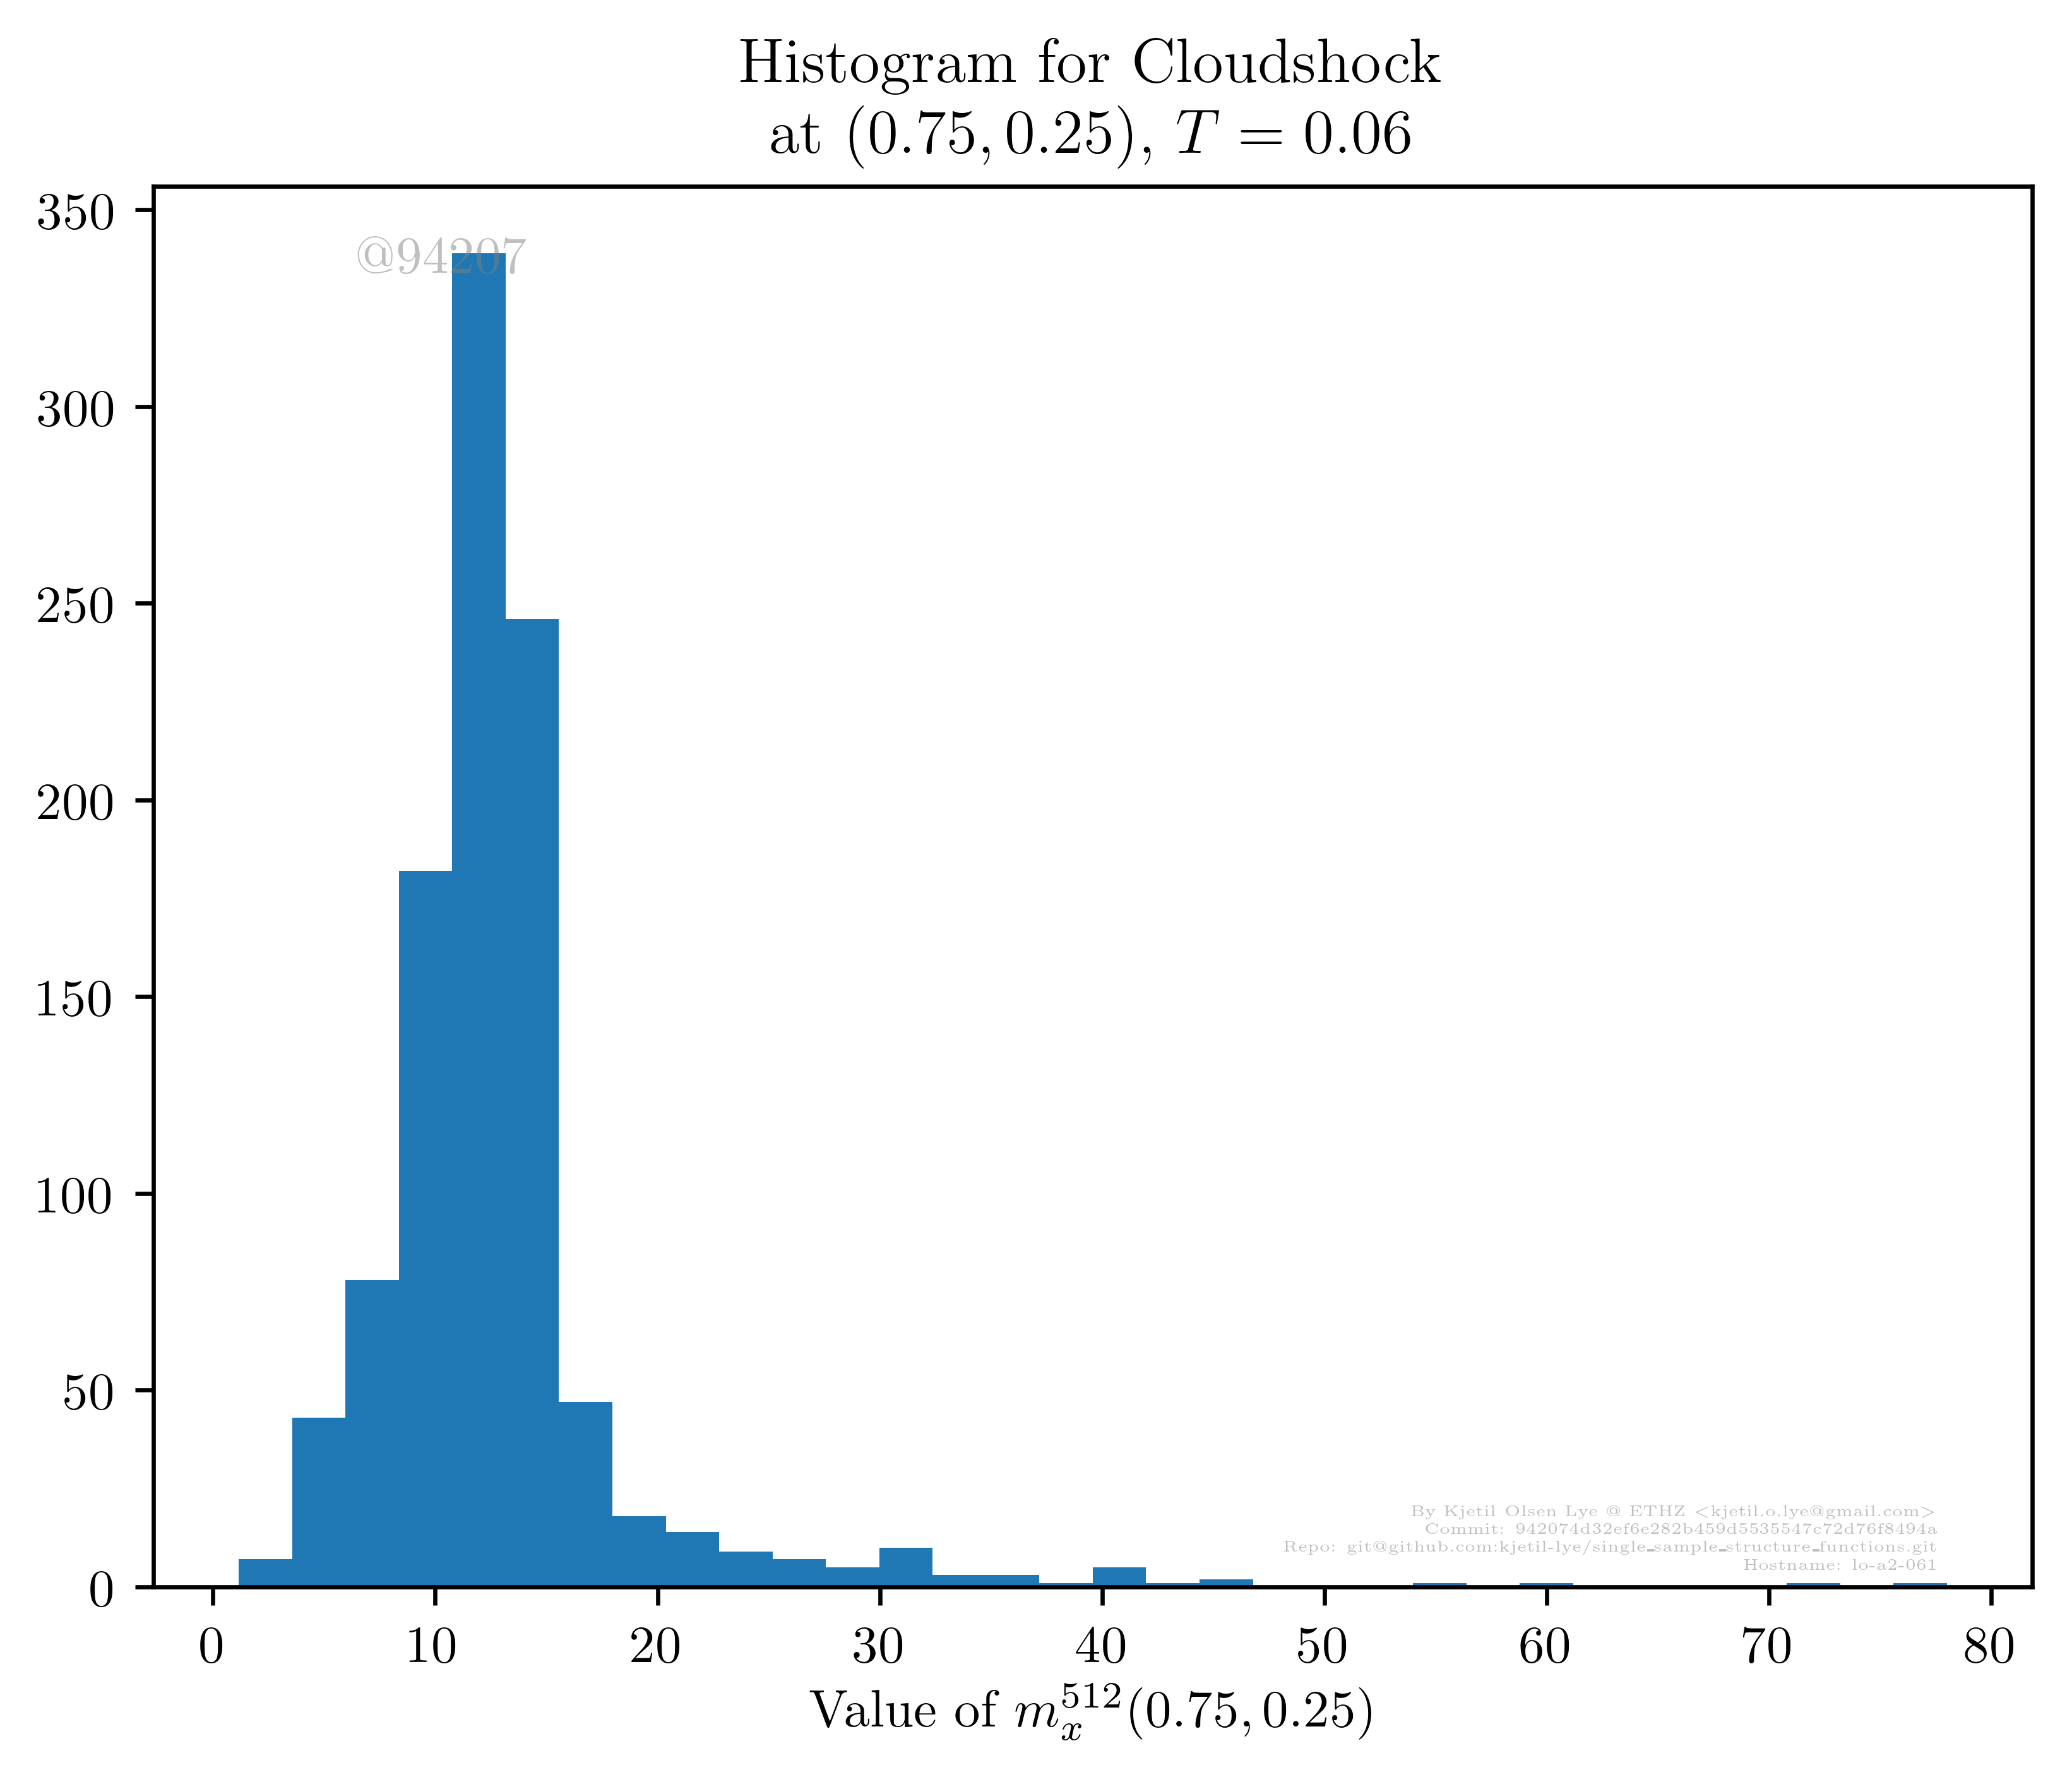 Histogram for Cloudshock
at (0.75, 0.25), T = 0.06
350
@94207
300
250
200
150
100
50
0
By Kjetil Olsen Lye @ ETHZ <kjetil.o.lye@gmail.com>
Commit: 942074d32ef6e282b459d5535547c72d76f8494a
Repo: git@github.com:kjetil-lye/single_sample_structure_functions.git
Hostname: lo-a2-061
0 10 20 30 40 50 60 70 80
Value of m_x^512(0.75, 0.25)